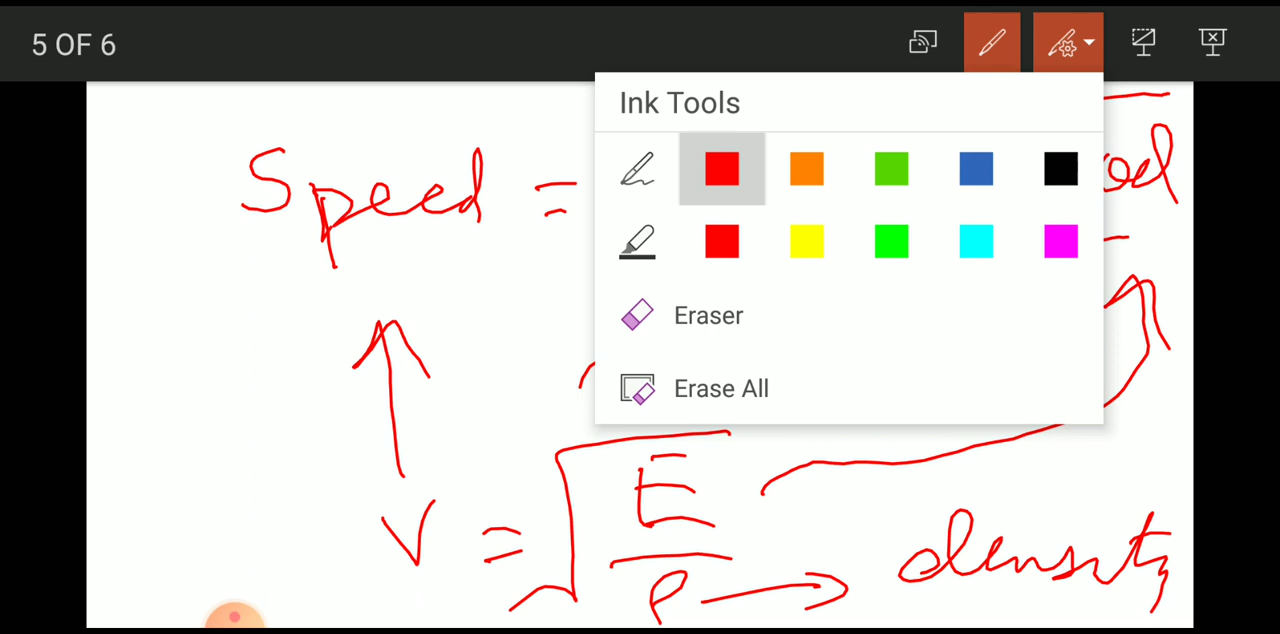 5 OF 6
Ink Tools
Speed =
Eraser
Erase All
V = √E/ρ → density